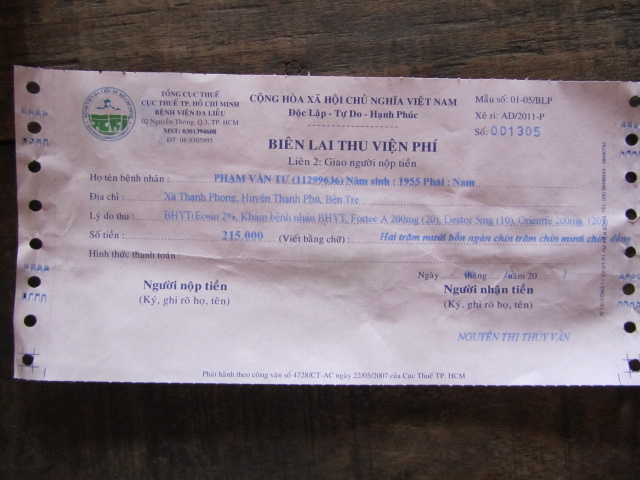 TỔNG CỤC THUẾ
CỤC THUẾ TP. HỒ CHÍ MINH
BỆNH VIỆN DA LIỄU
02 Nguyễn Thông, Q.3, TP. HCM
MST: 0301394608
ĐT: 08.0305995
CỘNG HÒA XÃ HỘI CHỦ NGHĨA VIỆT NAM
Độc Lập - Tự Do - Hạnh Phúc
Mẫu số: 01-05/BLP
Xê ri: AD/2011-P
Số: 001305
BIÊN LAI THU VIỆN PHÍ
Liên 2: Giao người nộp tiền
Họ tên bệnh nhân : PHẠM VĂN TƯ (11299636) Năm sinh : 1955 Phái : Nam
Địa chỉ : Xã Thạnh Phong, Huyện Thạnh Phú, Bến Tre
Lý do thu : BHYT:Eosin 2%, Khám bệnh nhân BHYT, Fortec A 200mg (20), Destor 5mg (10), Orientfe 200mg (20)
Số tiền : 215.000 (Viết bằng chữ) : Hai trăm mười bốn ngàn chín trăm chín mươi chín đồng
Hình thức thanh toán :
Ngày tháng /năm 20
Người nộp tiền
(Ký, ghi rõ họ, tên)
Người nhận tiền
(Ký, ghi rõ họ, tên)
NGUYỄN THỊ THÙY VÂN
Phát hành theo công văn số 4728/CT-AC ngày 22/05/2007 của Cục Thuế TP. HCM